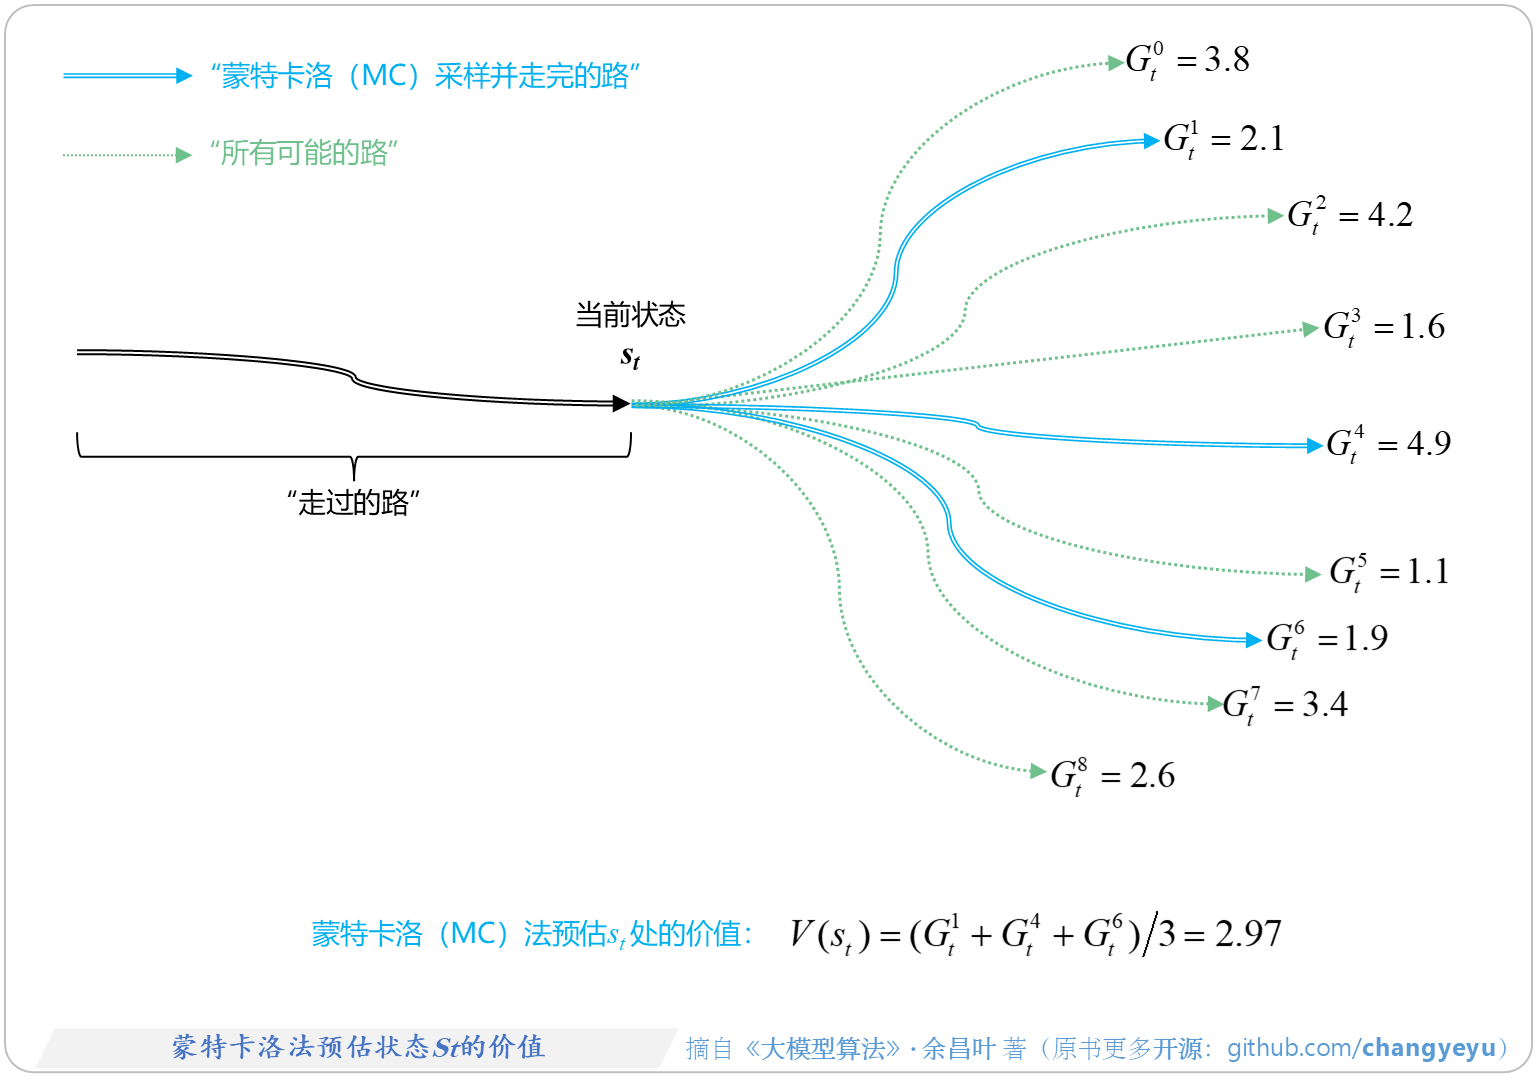 “蒙特卡洛（MC）采样并走完的路”
“所有可能的路”
当前状态
s_t
“走过的路”
G_t^0 = 3.8
G_t^1 = 2.1
G_t^2 = 4.2
G_t^3 = 1.6
G_t^4 = 4.9
G_t^5 = 1.1
G_t^6 = 1.9
G_t^7 = 3.4
G_t^8 = 2.6
蒙特卡洛（MC）法预估s_t处的价值： V(s_t) = (G_t^1 + G_t^4 + G_t^6)/3 = 2.97
蒙特卡洛法预估状态St的价值
摘自《大模型算法》· 余昌叶 著（原书更多开源：github.com/changyeyu）